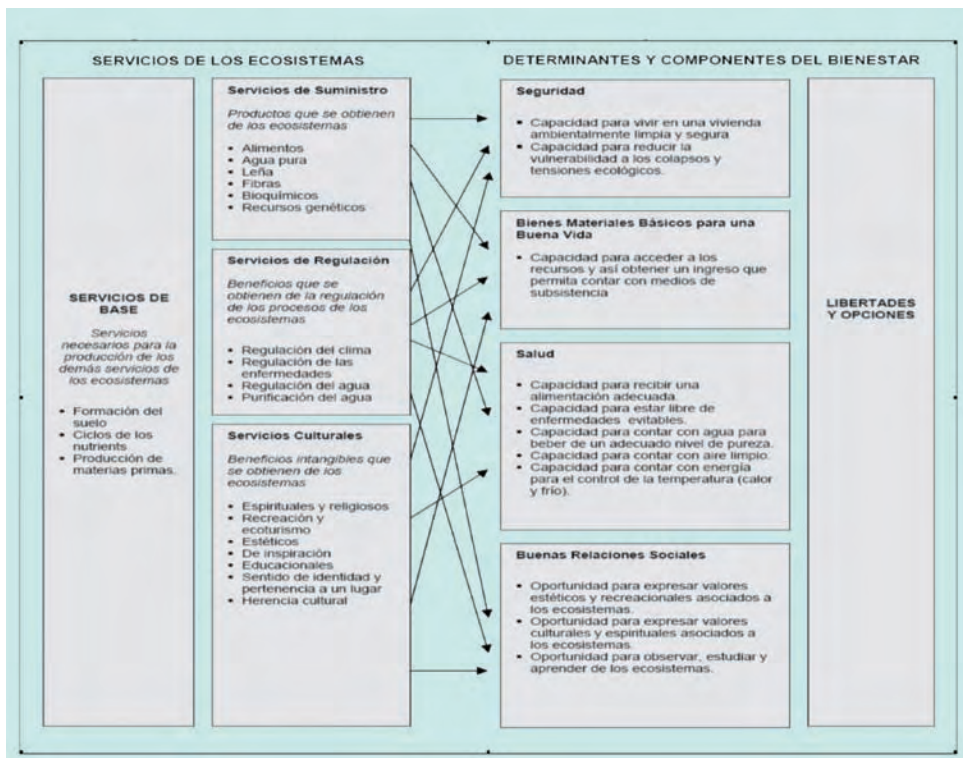 SERVICIOS DE LOS ECOSISTEMAS
SERVICIOS DE
BASE
Servicios
necesarios para la
producción de los
demás servicios de
los ecosistemas
• Formación del
suelo
• Ciclos de los
nutrients
• Producción de
materias primas.
Servicios de Suministro
Productos que se obtienen
de los ecosistemas
• Alimentos
• Agua pura
• Leña
• Fibras
• Bioquímicos
• Recursos genéticos
Servicios de Regulación
Beneficios que se
obtienen de la regulación
de los procesos de los
ecosistemas
• Regulación del clima
• Regulación de las
enfermedades
• Regulación del agua
• Purificación del agua
Servicios Culturales
Beneficios intangibles que
se obtienen de los
ecosistemas
• Espirituales y religiosos
• Recreación y
ecoturismo
• Estéticos
• De inspiración
• Educacionales
• Sentido de identidad y
pertenencia a un lugar
• Herencia cultural
DETERMINANTES Y COMPONENTES DEL BIENESTAR
Seguridad
• Capacidad para vivir en una vivienda
ambientalmente limpia y segura
• Capacidad para reducir la
vulnerabilidad a los colapsos y
tensiones ecológicos.
Bienes Materiales Básicos para una
Buena Vida
• Capacidad para acceder a los
recursos y así obtener un ingreso que
permita contar con medios de
subsistencia
Salud
• Capacidad para recibir una
alimentación adecuada.
• Capacidad para estar libre de
enfermedades evitables.
• Capacidad para contar con agua para
beber de un adecuado nivel de pureza.
• Capacidad para contar con aire limpio.
• Capacidad para contar con energía
para el control de la temperatura (calor
y frío).
Buenas Relaciones Sociales
• Oportunidad para expresar valores
estéticos y recreacionales asociados a
los ecosistemas.
• Oportunidad para expresar valores
culturales y espirituales asociados a
los ecosistemas.
• Oportunidad para observar, estudiar y
aprender de los ecosistemas.
LIBERTADES
Y OPCIONES